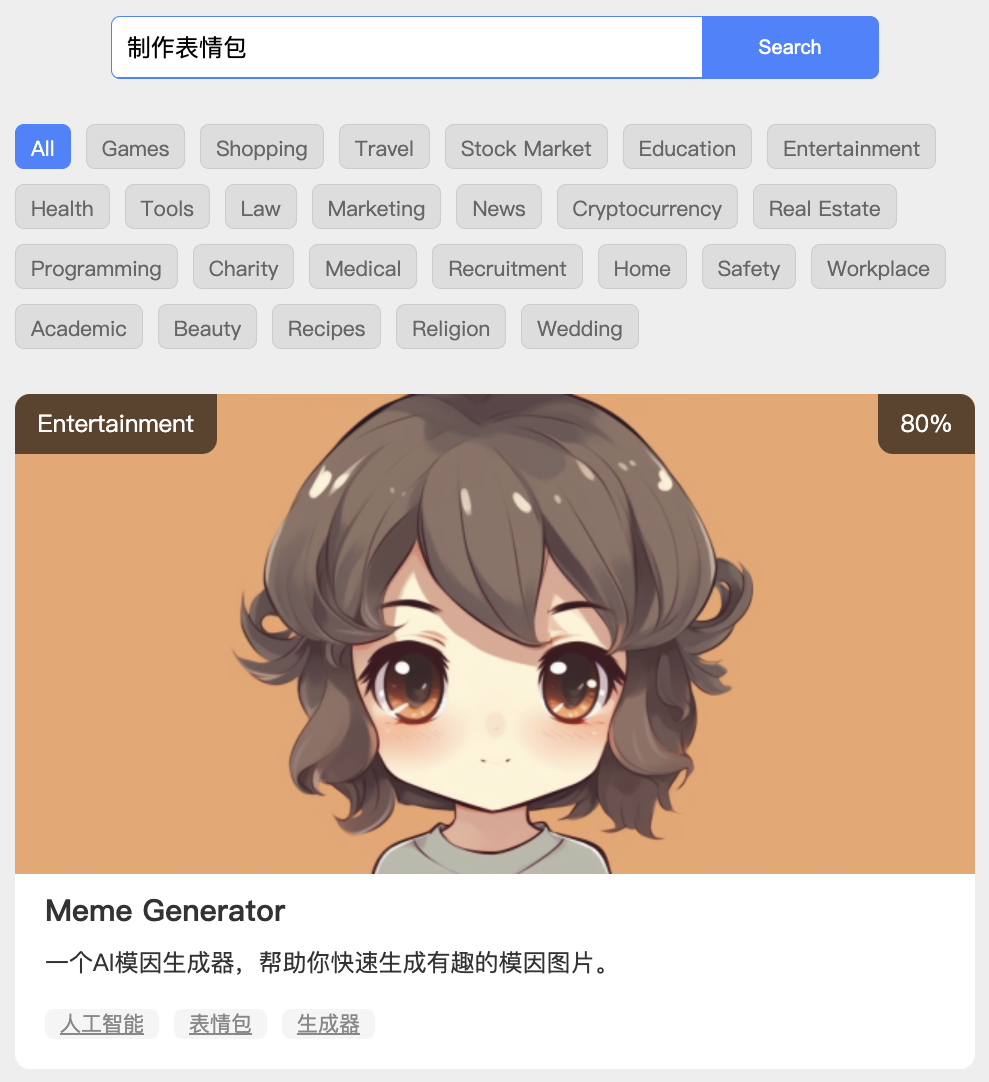 制作表情包 Search
All Games Shopping Travel Stock Market Education Entertainment
Health Tools Law Marketing News Cryptocurrency Real Estate
Programming Charity Medical Recruitment Home Safety Workplace
Academic Beauty Recipes Religion Wedding
Entertainment 80%
Meme Generator
一个AI模因生成器，帮助你快速生成有趣的模因图片。
人工智能 表情包 生成器